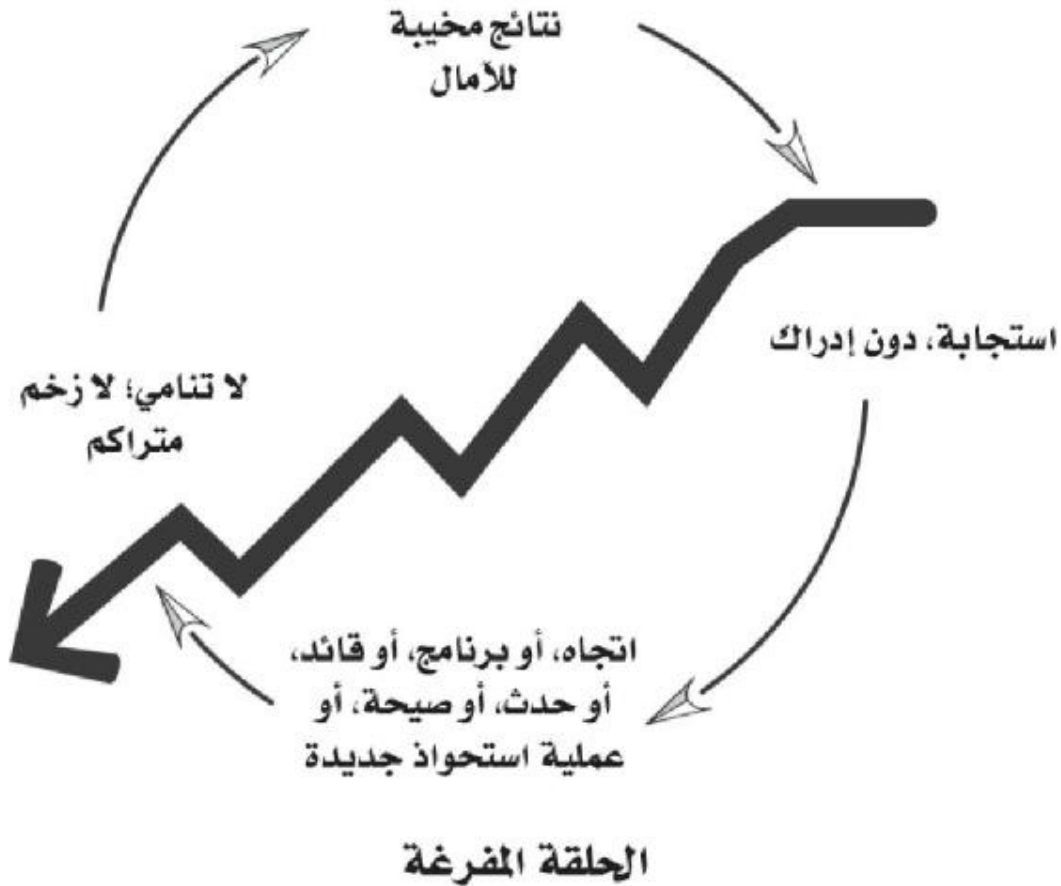 نتائج مخيبة
للآمال
استجابة، دون إدراك
لا تنامي؛ لا زخم
متراكم
اتجاه، أو برنامج، أو قائد،
أو حدث، أو صيحة، أو
عملية استحواذ جديدة
الحلقة المفرغة